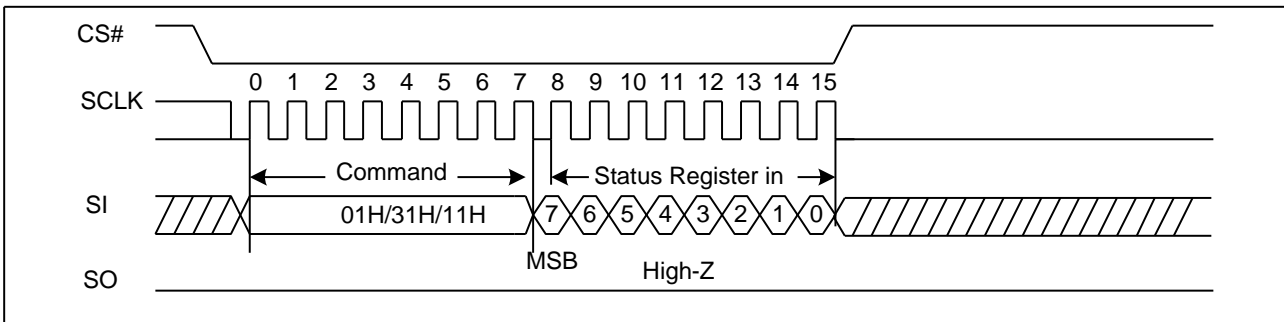 CS#
0 1 2 3 4 5 6 7 8 9 10 11 12 13 14 15
SCLK
Command Status Register in
SI 01H/31H/11H 7 6 5 4 3 2 1 0
MSB High-Z
SO